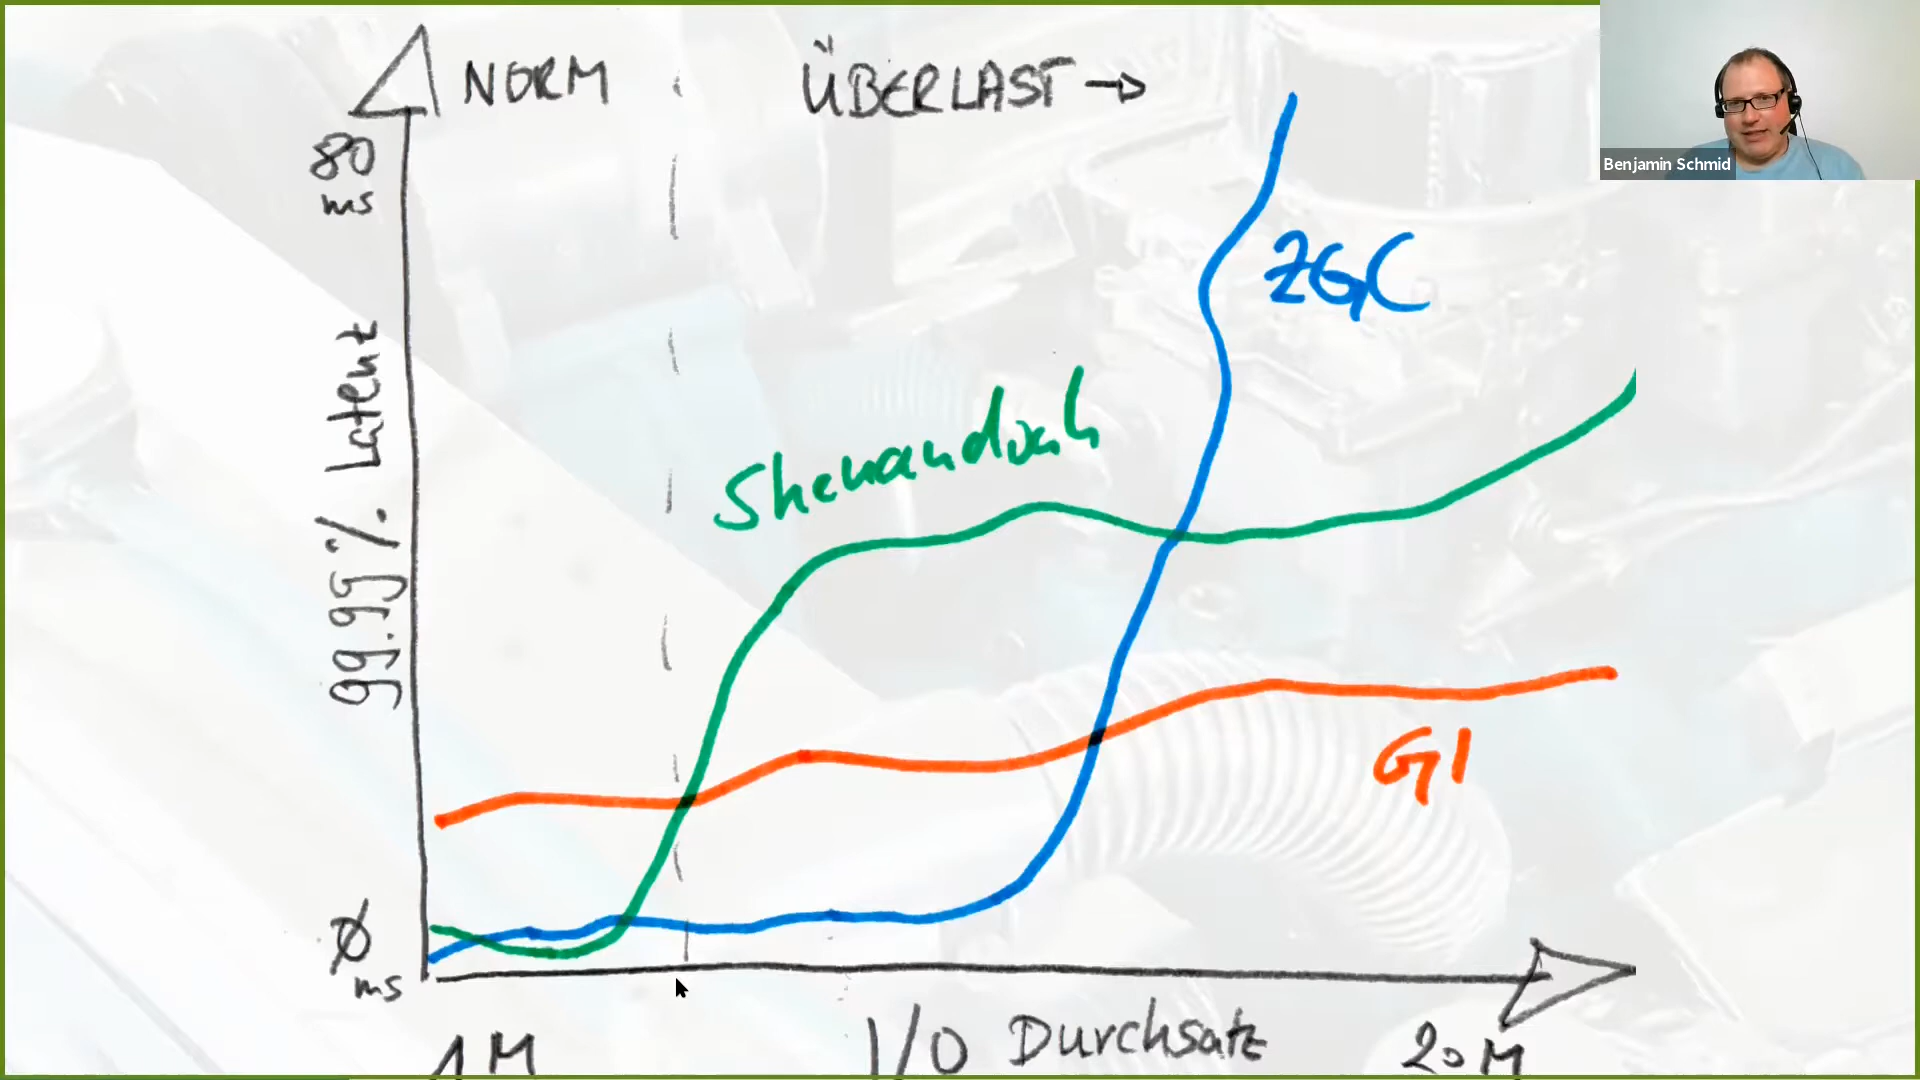 NORM
ÜBERLAST →
Benjamin Schmid
80
ms
99.99 %. Latenz
ZGC
Shenandoah
G1
Ø
ms
1M
I/O Durchsatz
20M